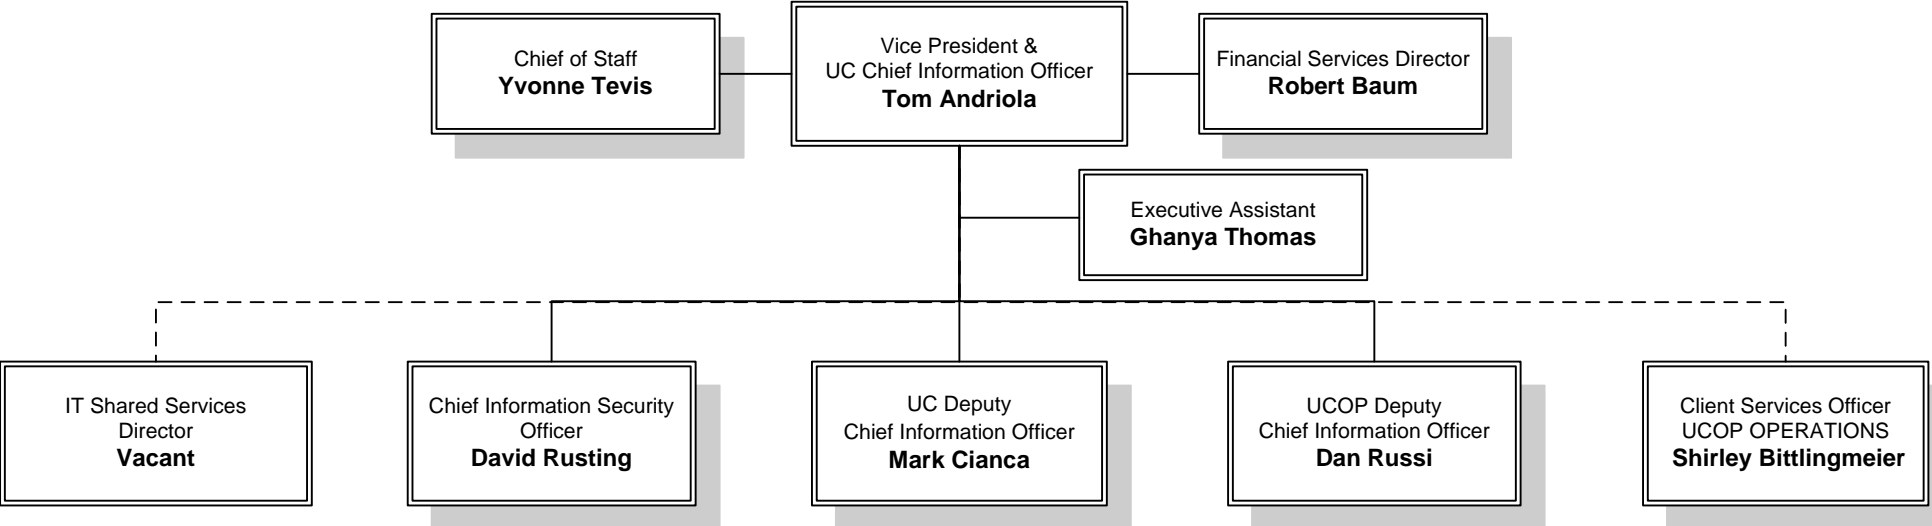 Chief of Staff
Yvonne Tevis
Vice President &
UC Chief Information Officer
Tom Andriola
Financial Services Director
Robert Baum
Executive Assistant
Ghanya Thomas
IT Shared Services
Director
Vacant
Chief Information Security
Officer
David Rusting
UC Deputy
Chief Information Officer
Mark Cianca
UCOP Deputy
Chief Information Officer
Dan Russi
Client Services Officer
UCOP OPERATIONS
Shirley Bittlingmeier